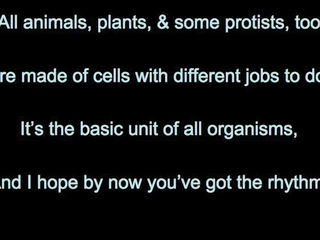 All animals, plants, & some protists, too
re made of cells with different jobs to do
It's the basic unit of all organisms,
nd I hope by now you've got the rhythm